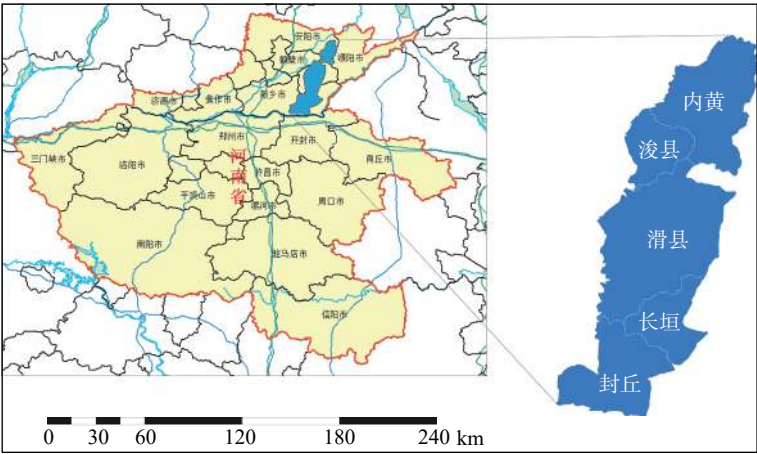 安阳市
鹤壁市
濮阳市
济源市
焦作市
新乡市
郑州市
开封市
三门峡市
洛阳市
商丘市
河南省
许昌市
平顶山市
漯河市
周口市
南阳市
驻马店市
信阳市
内黄
浚县
滑县
长垣
封丘
0 30 60 120 180 240 km